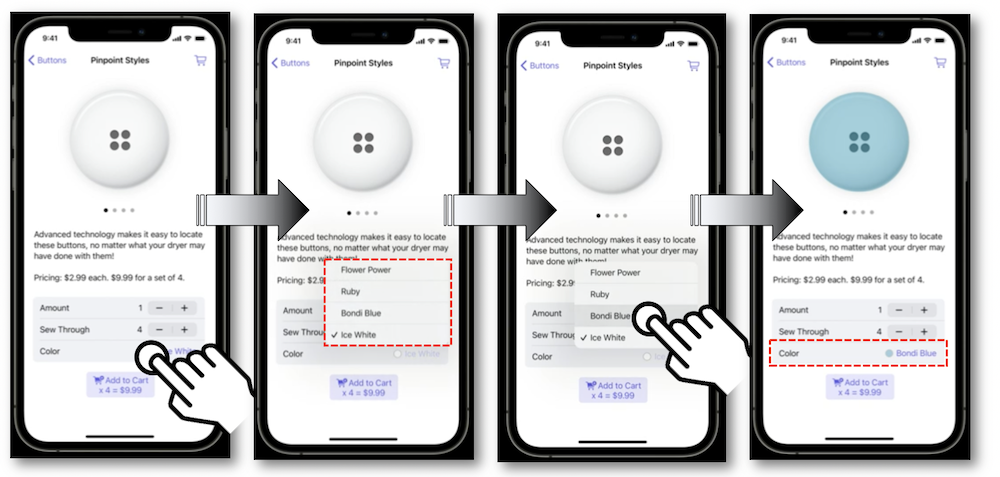 9:41
Buttons
Pinpoint Styles
Advanced technology makes it easy to locate
these buttons, no matter what your dryer may
have done with them!
Pricing: $2.99 each. $9.99 for a set of 4.
Amount 1 − +
Sew Through 4 − +
Color White
Add to Cart
x 4 = $9.99
9:41
Buttons
Pinpoint Styles
Advanced technology makes it easy to locate
these buttons, no matter what your dryer may
have done with them!
Pricing: $2.99
Flower Power
Ruby
Bondi Blue
✓ Ice White
Amount
Sew Through
Color Ice White
Add to Cart
x 4 = $9.99
9:41
Buttons
Pinpoint Styles
Advanced technology makes it easy to locate
these buttons, no matter what your dryer may
have done with them!
Pricing: $2.99
Flower Power
Ruby
Bondi Blue
✓ Ice White
Amount
Sew Through
Color
Add to Cart
x 4 = $9.99
9:41
Buttons
Pinpoint Styles
Advanced technology makes it easy to locate
these buttons, no matter what your dryer may
have done with them!
Pricing: $2.99 each. $9.99 for a set of 4.
Amount 1 − +
Sew Through 4 − +
Color Bondi Blue
Add to Cart
x 4 = $9.99